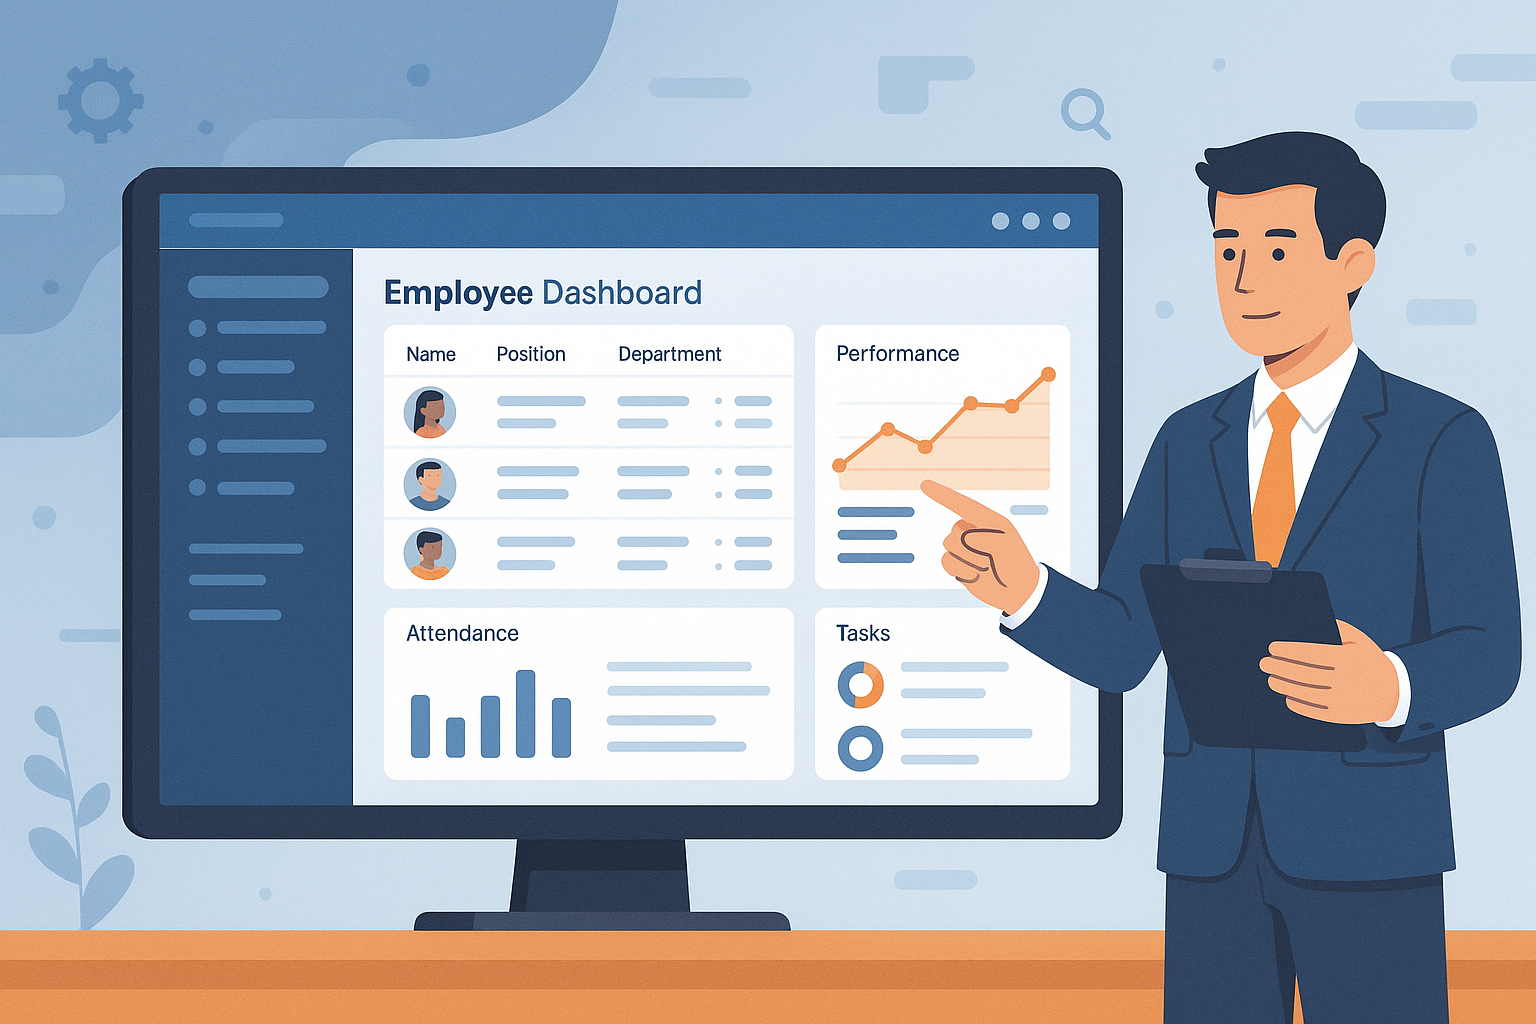 Employee Dashboard
Name Position Department
Performance
Attendance
Tasks